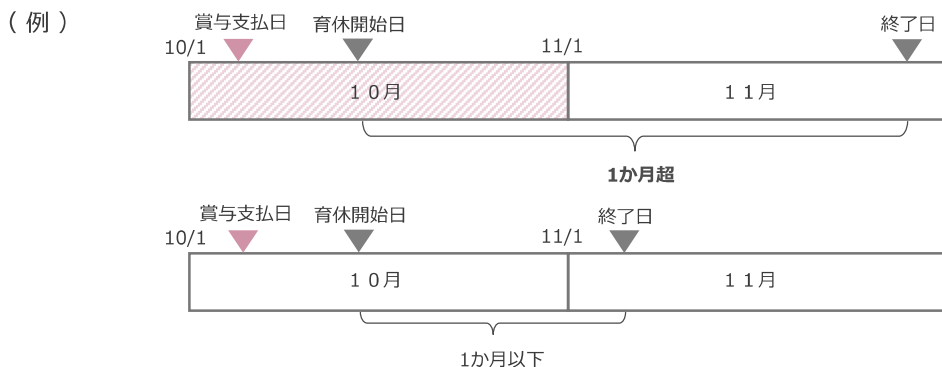 （例）
賞与支払日 育休開始日 終了日
10/1 11/1
１０月 １１月
1か月超
賞与支払日 育休開始日 終了日
10/1 11/1
１０月 １１月
1か月以下